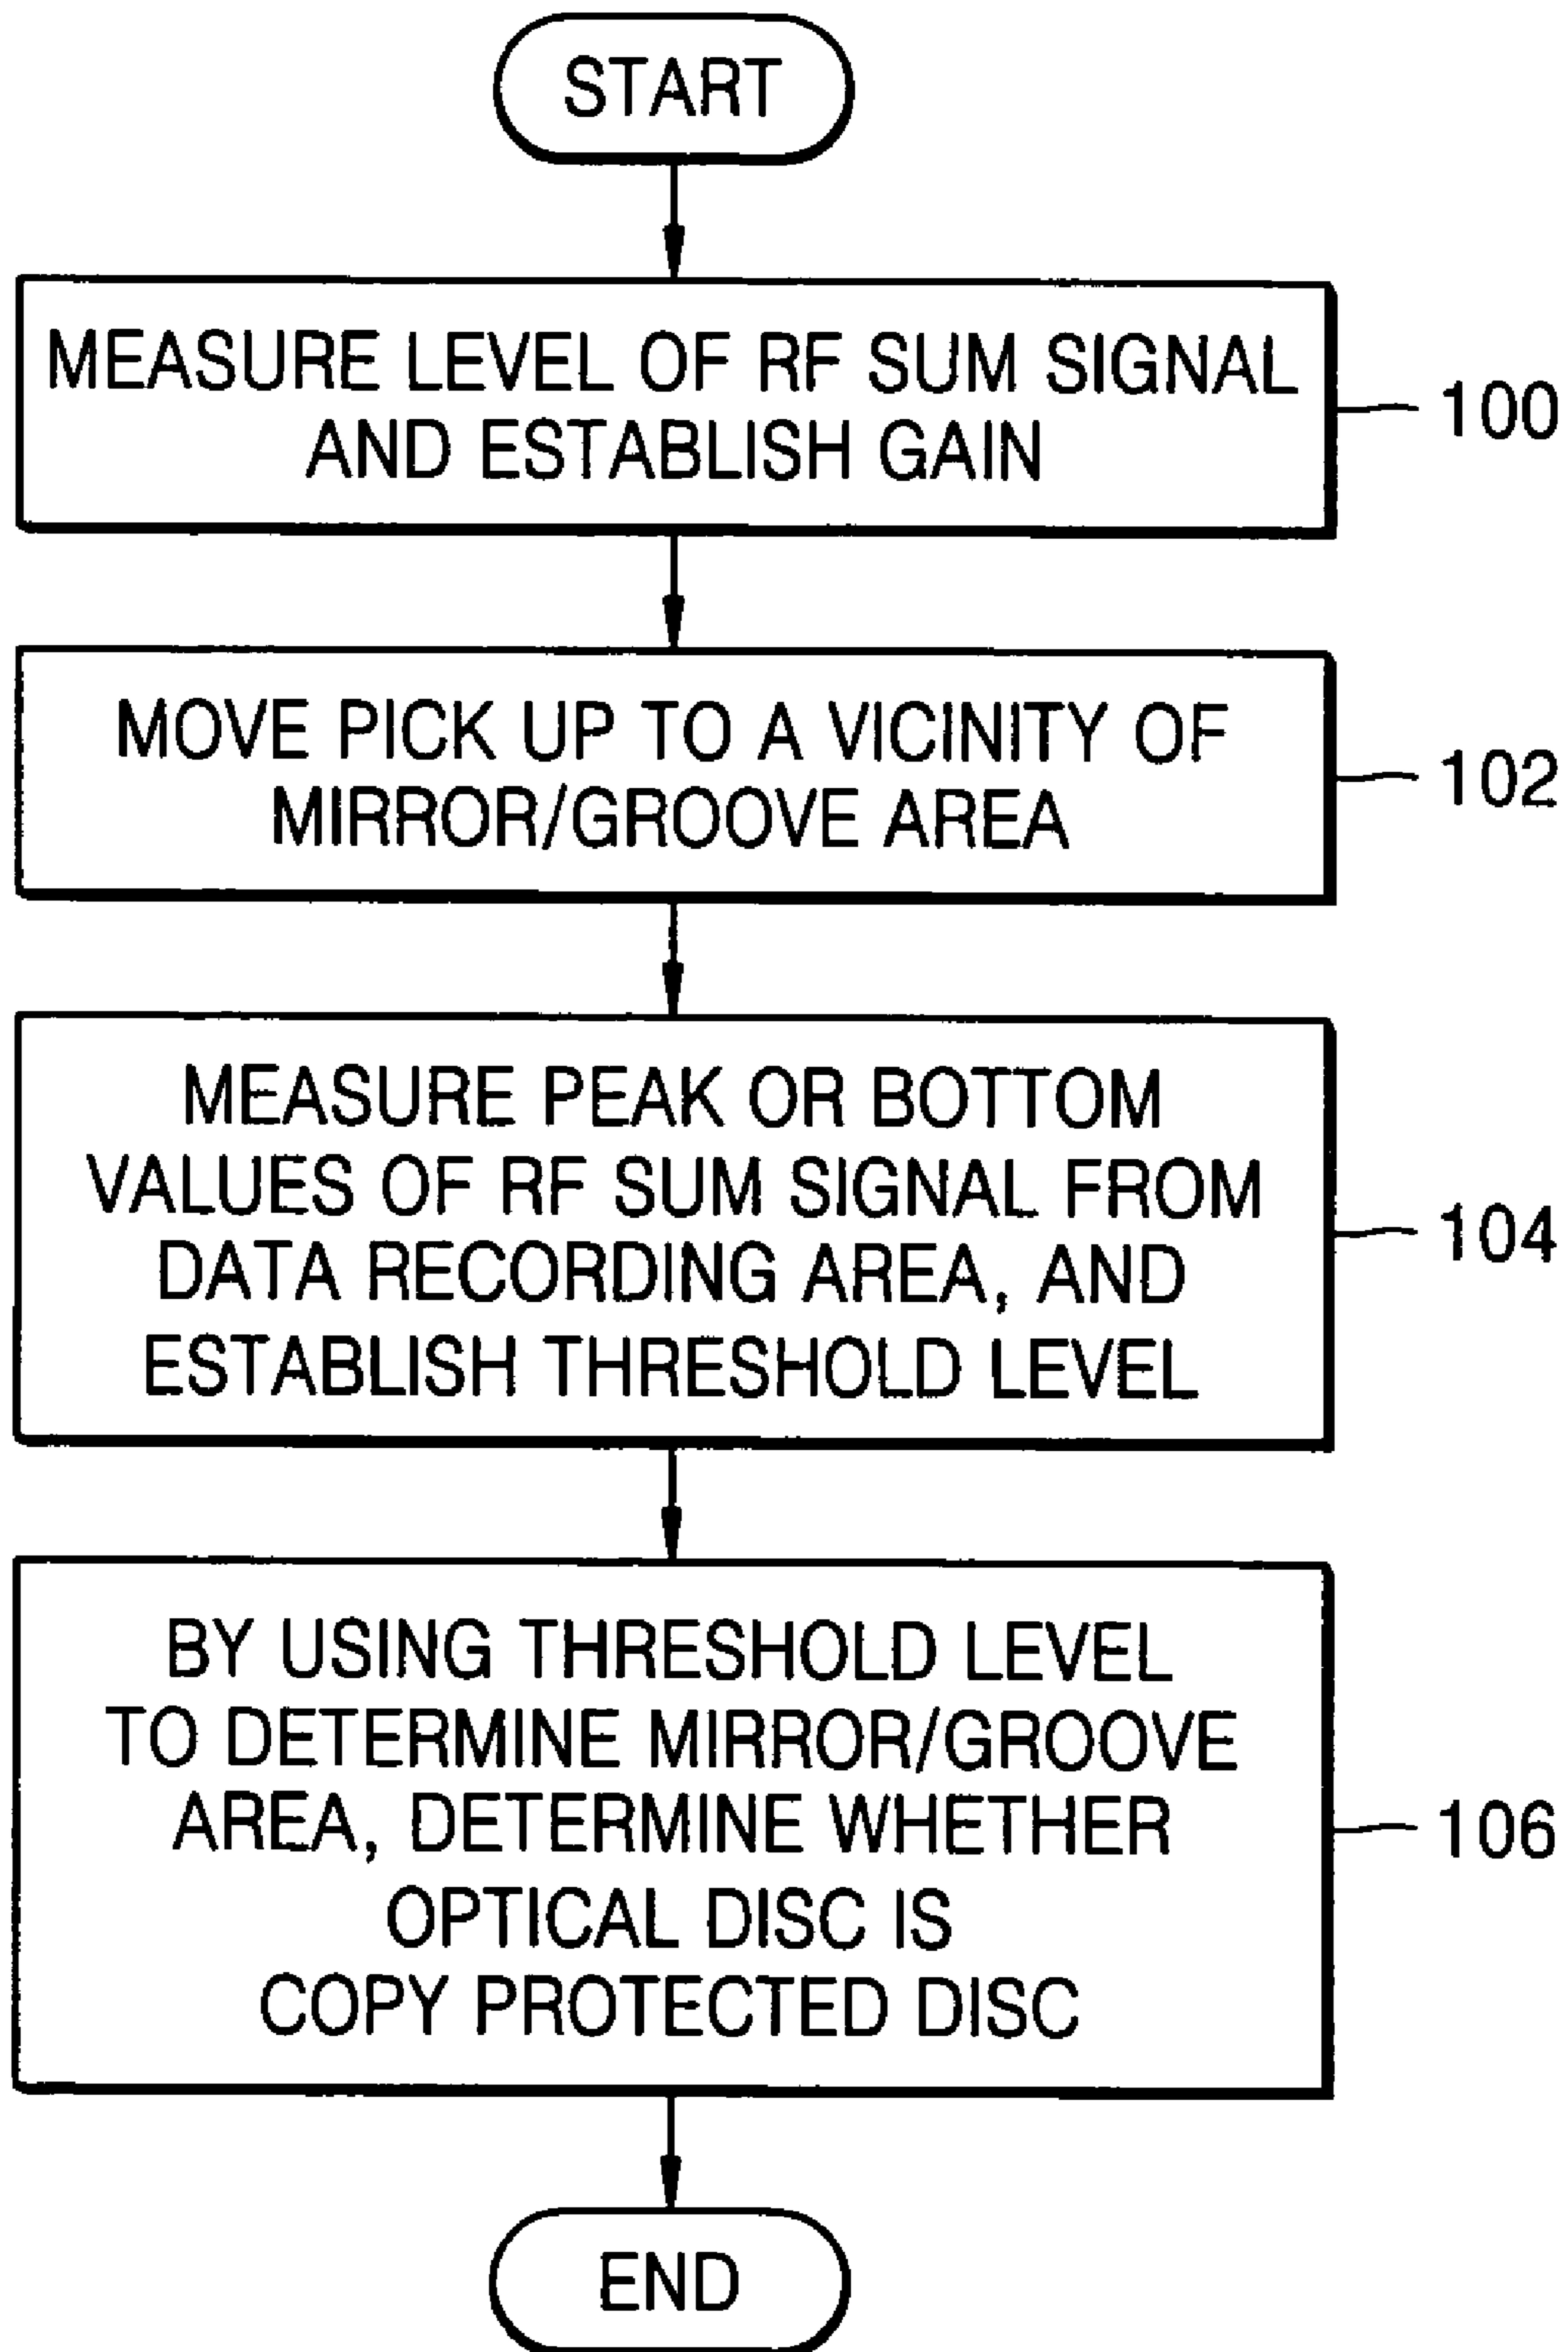 START
MEASURE LEVEL OF RF SUM SIGNAL
AND ESTABLISH GAIN
100
MOVE PICK UP TO A VICINITY OF
MIRROR/GROOVE AREA
102
MEASURE PEAK OR BOTTOM
VALUES OF RF SUM SIGNAL FROM
DATA RECORDING AREA, AND
ESTABLISH THRESHOLD LEVEL
104
BY USING THRESHOLD LEVEL
TO DETERMINE MIRROR/GROOVE
AREA, DETERMINE WHETHER
OPTICAL DISC IS
COPY PROTECTED DISC
106
END